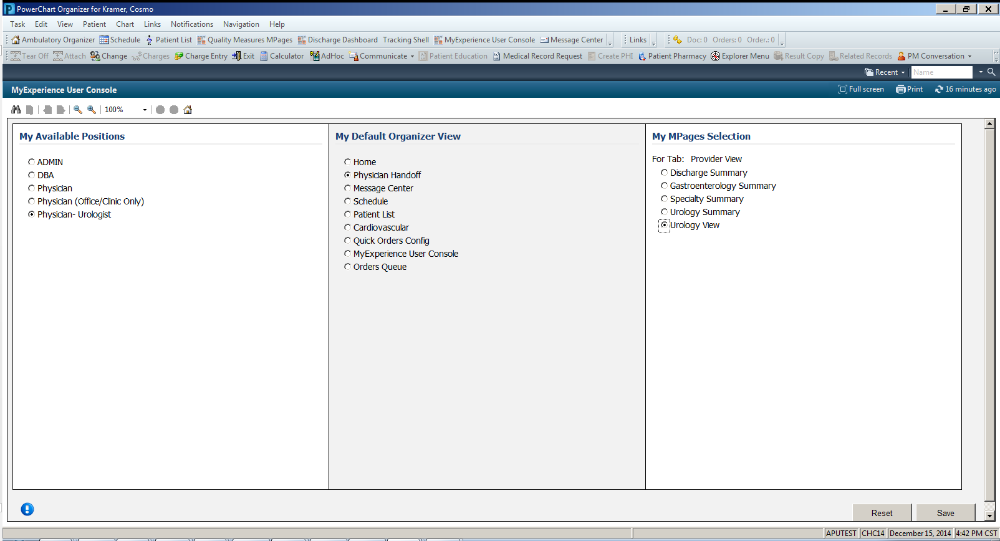 PowerChart Organizer for Kramer, Cosmo
Task Edit View Patient Chart Links Notifications Navigation Help
Ambulatory Organizer Schedule Patient List Quality Measures MPages Discharge Dashboard Tracking Shell MyExperience User Console Message Center Links Doc: 0 Orders: 0 Order.: 0
Tear Off Attach Change Charges Charge Entry Exit Calculator AdHoc Communicate Patient Education Medical Record Request Create PHI Patient Pharmacy Explorer Menu Result Copy Related Records PM Conversation
Recent Name
MyExperience User Console Full screen Print 16 minutes ago
100%
My Available Positions
ADMIN
DBA
Physician
Physician (Office/Clinic Only)
Physician- Urologist
My Default Organizer View
Home
Physician Handoff
Message Center
Schedule
Patient List
Cardiovascular
Quick Orders Config
MyExperience User Console
Orders Queue
My MPages Selection
For Tab: Provider View
Discharge Summary
Gastroenterology Summary
Specialty Summary
Urology Summary
Urology View
Reset Save
APUTEST CHC14 December 15, 2014 4:42 PM CST